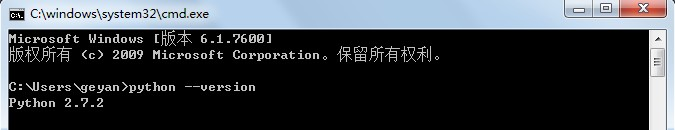 C:\windows\system32\cmd.exe
Microsoft Windows [版本 6.1.7600]
版权所有 (c) 2009 Microsoft Corporation。保留所有权利。
C:\Users\geyan>python --version
Python 2.7.2